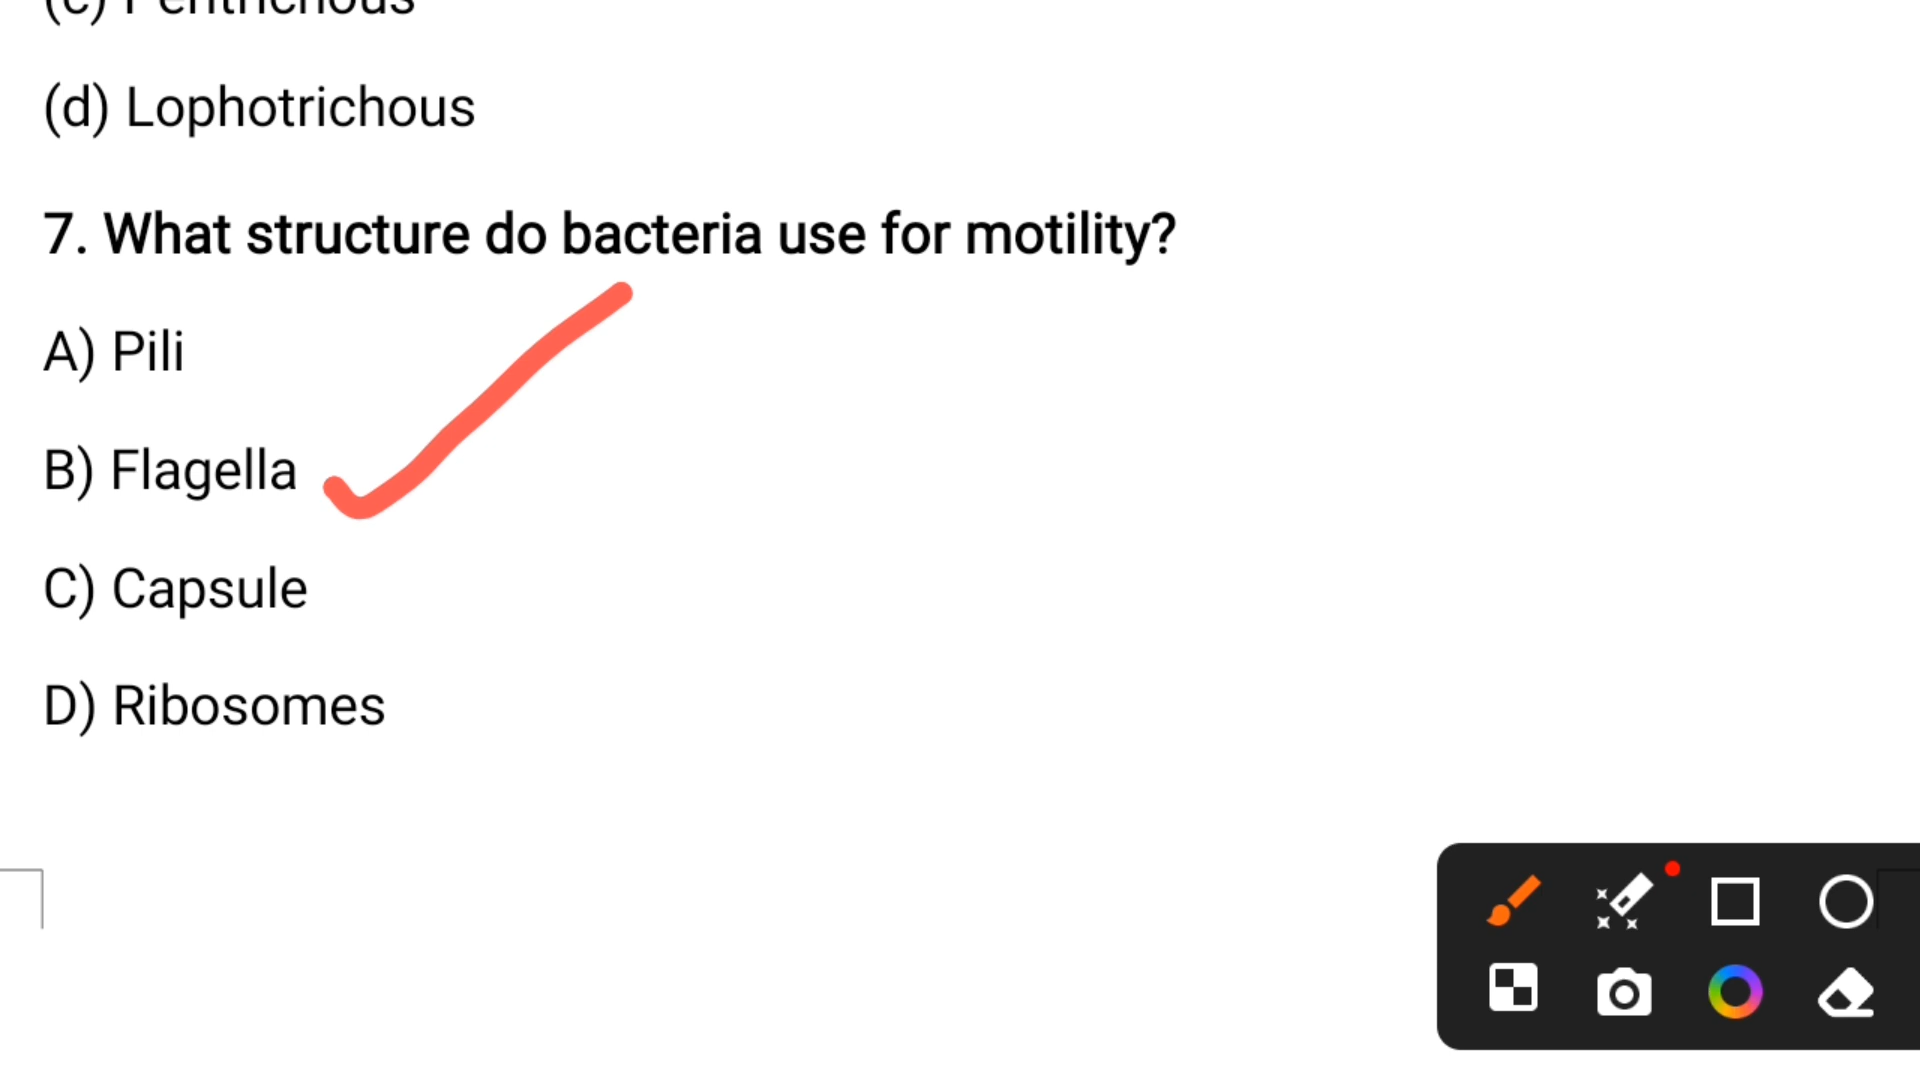 (d) Lophotrichous
7. What structure do bacteria use for motility?
A) Pili
B) Flagella
C) Capsule
D) Ribosomes